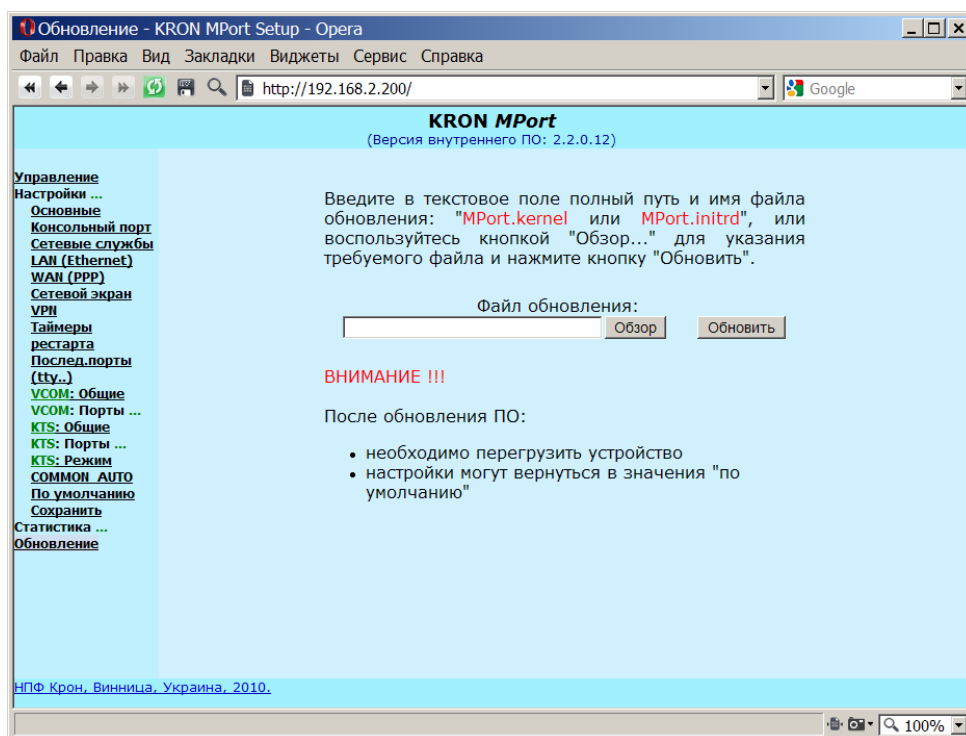 Обновление - KRON MPort Setup - Opera
Файл Правка Вид Закладки Виджеты Сервис Справка
http://192.168.2.200/
Google
KRON MPort
(Версия внутреннего ПО: 2.2.0.12)
Управление
Настройки ...
Основные
Консольный порт
Сетевые службы
LAN (Ethernet)
WAN (PPP)
Сетевой экран
VPN
Таймеры
рестарта
Послед.порты
(tty..)
VCOM: Общие
VCOM: Порты ...
KTS: Общие
KTS: Порты ...
KTS: Режим
COMMON_AUTO
По умолчанию
Сохранить
Статистика ...
Обновление
Введите в текстовое поле полный путь и имя файла
обновления: "MPort.kernel или MPort.initrd", или
воспользуйтесь кнопкой "Обзор..." для указания
требуемого файла и нажмите кнопку "Обновить".
Файл обновления:
Обзор Обновить
ВНИМАНИЕ !!!
После обновления ПО:
• необходимо перегрузить устройство
• настройки могут вернуться в значения "по
умолчанию"
НПФ Крон, Винница, Украина, 2010.
100%